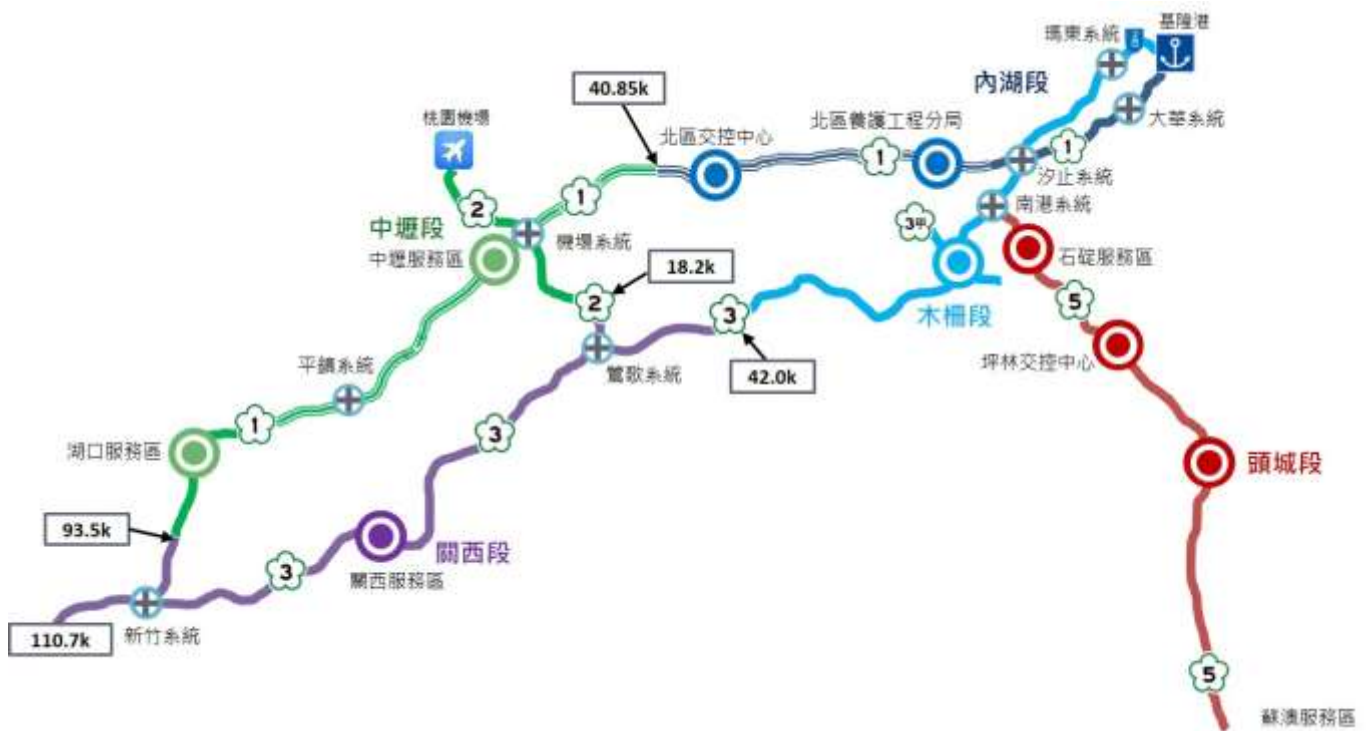 基隆港
瑪東系統
8
內湖段
40.85k
大華系統
桃園機場
北區交控中心
北區養護工程分局
1
1
汐止系統
1
2
南港系統
中壢段
3甲
機場系統
中壢服務區
18.2k
石碇服務區
2
5
3
木柵段
平鎮系統
鶯歌系統
42.0k
坪林交控中心
1
3
湖口服務區
頭城段
93.5k
關西段
3
關西服務區
110.7k
新竹系統
5
蘇澳服務區